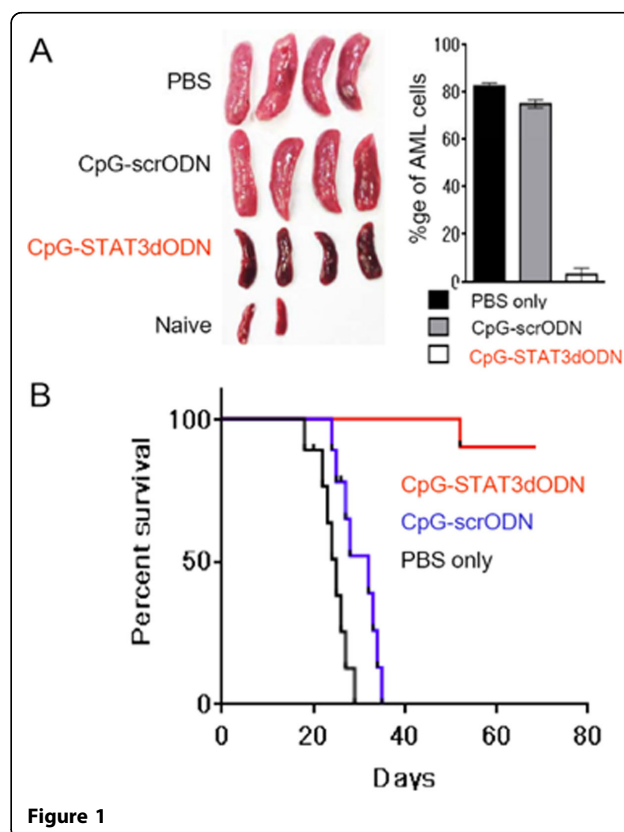 A
PBS
CpG-scrODN
CpG-STAT3dODN
Naive
%ge of AML cells
100
80
60
40
20
0
PBS only
CpG-scrODN
CpG-STAT3dODN
B
Percent survival
100
50
0
CpG-STAT3dODN
CpG-scrODN
PBS only
0 20 40 60 80
Days
Figure 1